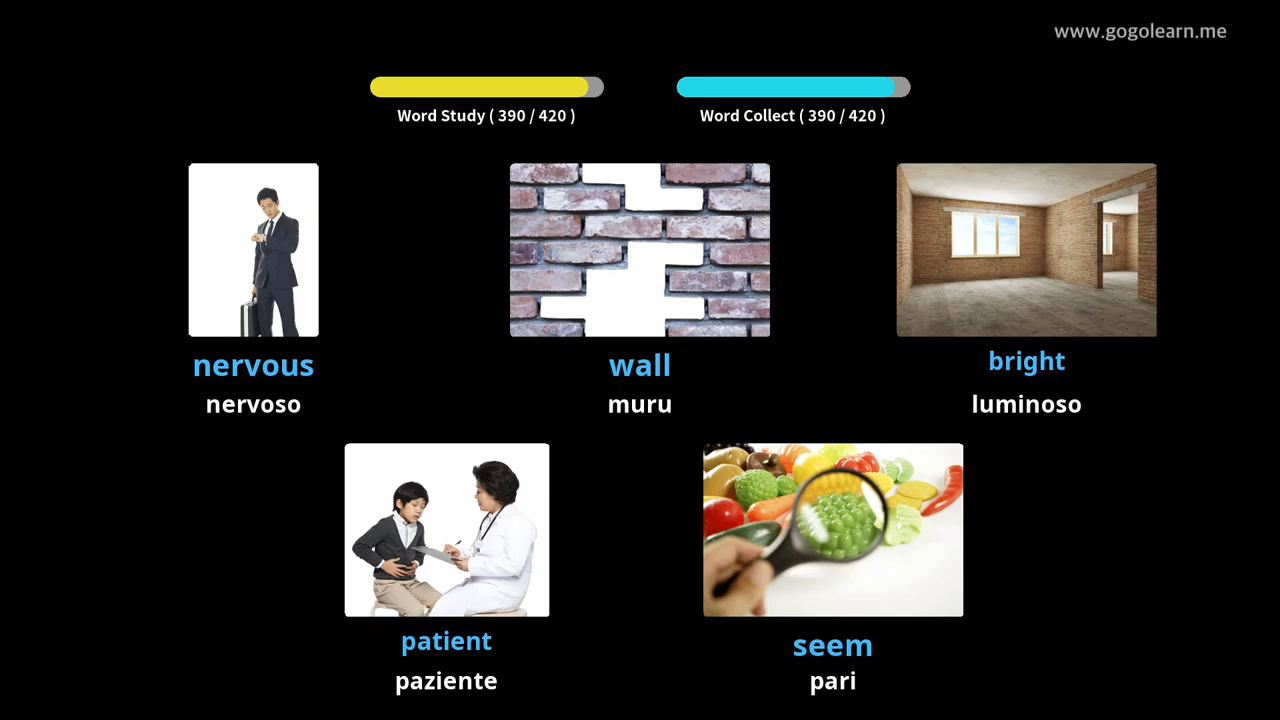 www.gogolearn.me
Word Study ( 390 / 420 )
Word Collect ( 390 / 420 )
nervous
nervoso
wall
muru
bright
luminoso
patient
paziente
seem
pari